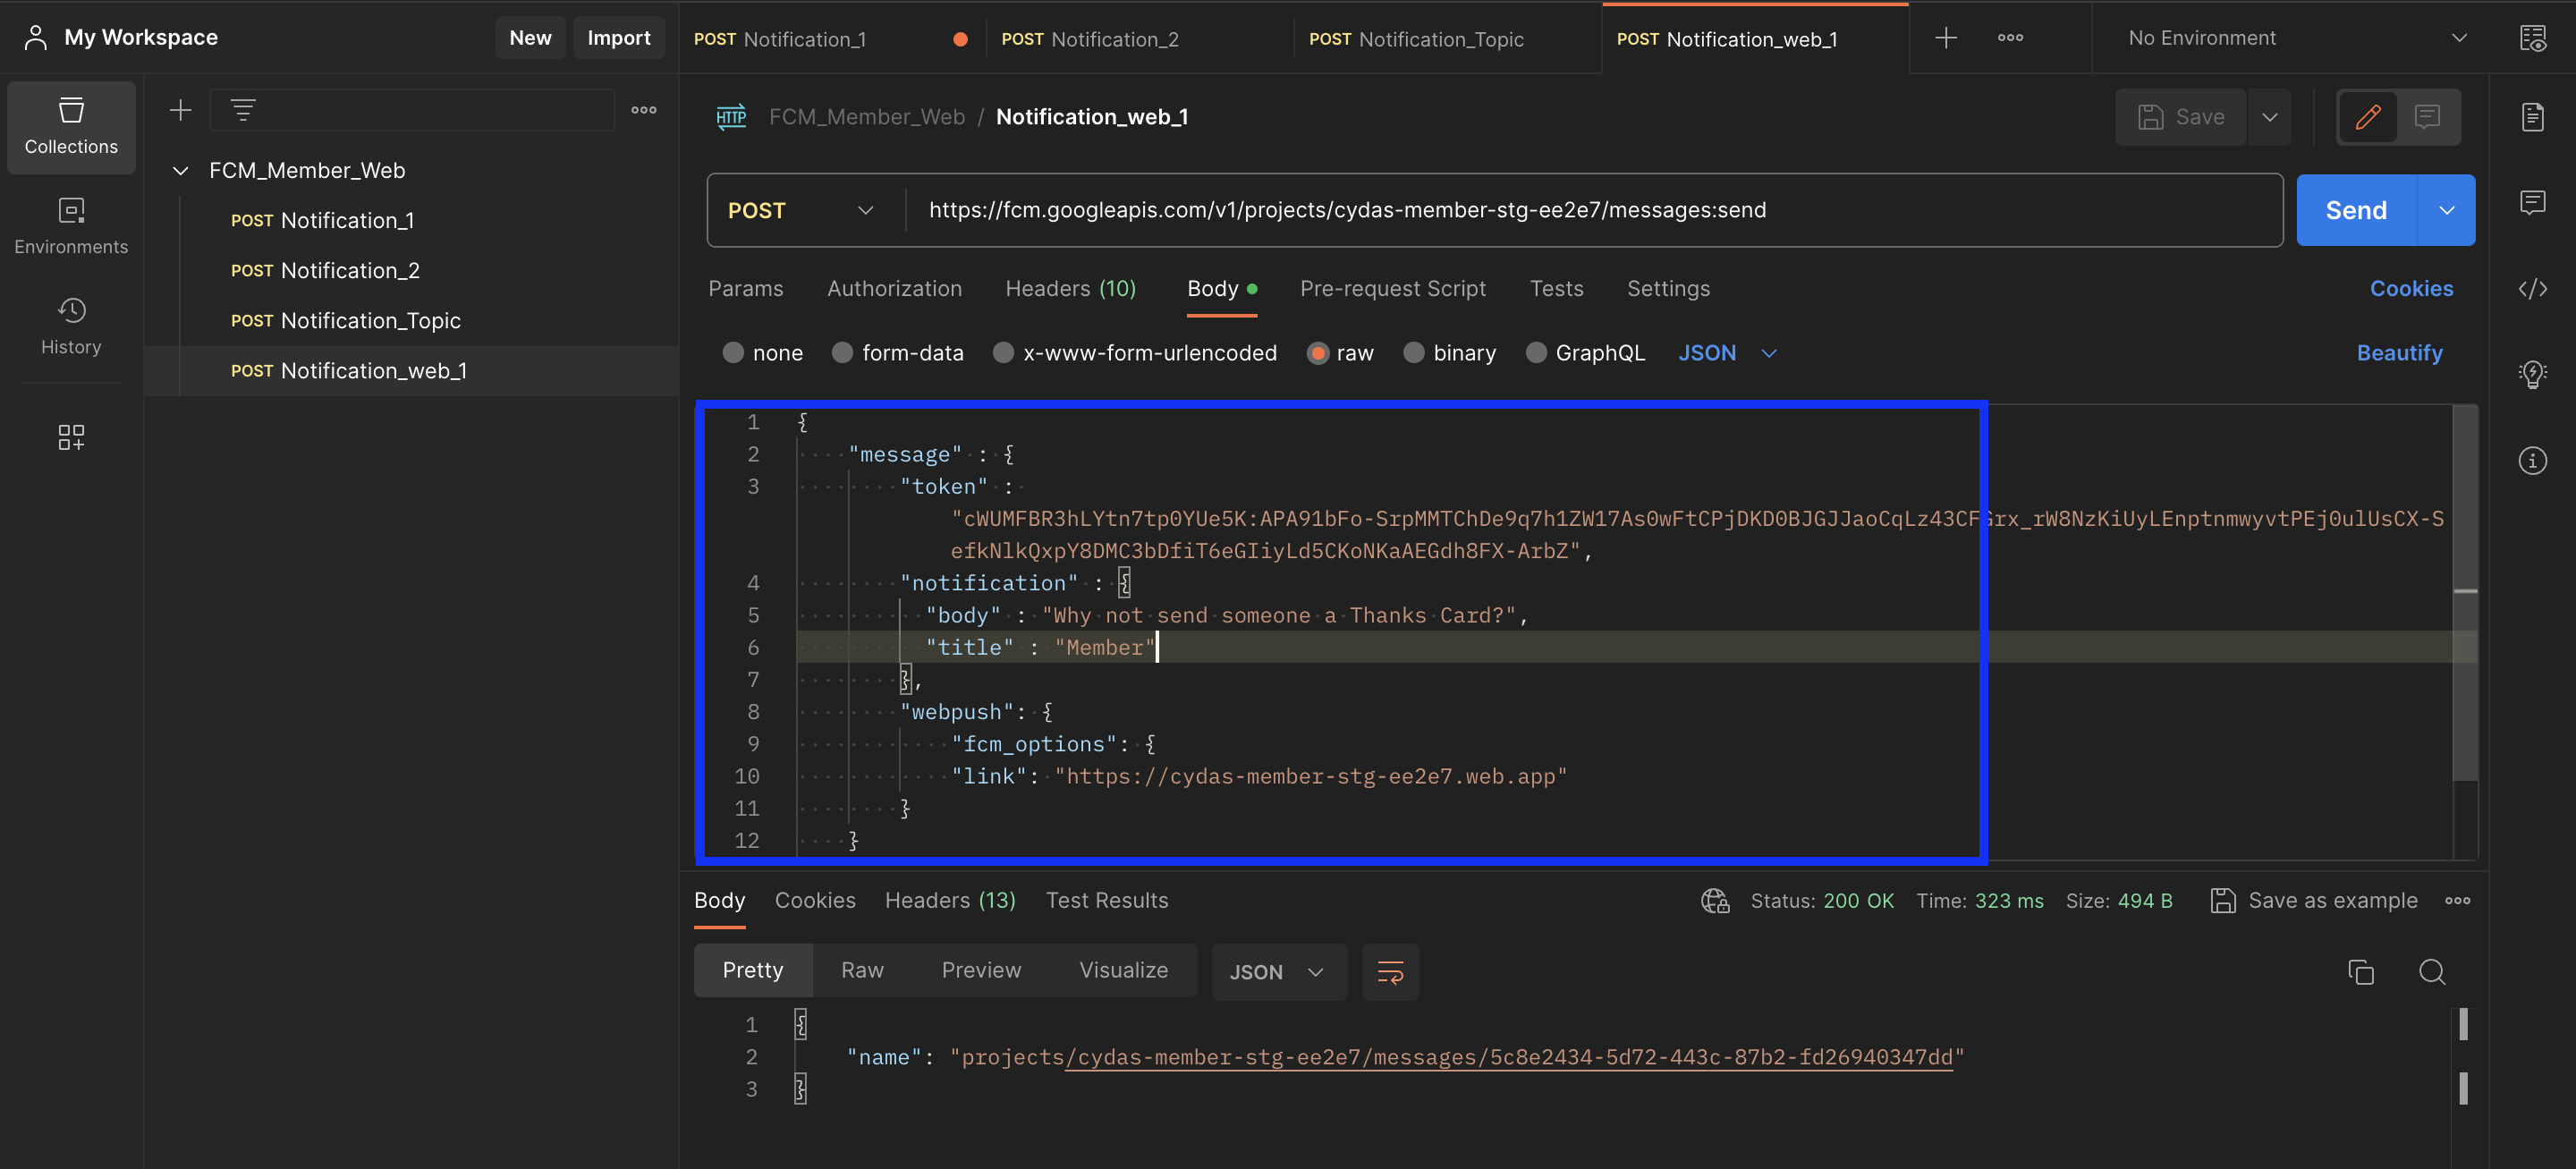 My Workspace
New
Import
POST Notification_1
POST Notification_2
POST Notification_Topic
POST Notification_web_1
No Environment
Collections
Environments
History
FCM_Member_Web
POST Notification_1
POST Notification_2
POST Notification_Topic
POST Notification_web_1
HTTP FCM_Member_Web / Notification_web_1
Save
POST https://fcm.googleapis.com/v1/projects/cydas-member-stg-ee2e7/messages:send
Send
Params Authorization Headers (10) Body Pre-request Script Tests Settings Cookies
none form-data x-www-form-urlencoded raw binary GraphQL JSON Beautify
1 {
2 "message" : {
3 "token" :
"cWUMFBR3hLYtn7tp0YUe5K:APA91bFo-SrpMMTChDe9q7h1ZW17As0wFtCPjDKD0BJGJJaoCqLz43CFGrx_rW8NzKiUyLEnptnmwyvtPEj0ulUsCX-S
efkNlkQxpY8DMC3bDfiT6eGIiyLd5CKoNKaAEGdh8FX-ArbZ",
4 "notification" : {
5 "body" : "Why not send someone a Thanks Card?",
6 "title" : "Member"
7 },
8 "webpush": {
9 "fcm_options": {
10 "link": "https://cydas-member-stg-ee2e7.web.app"
11 }
12 }
Body Cookies Headers (13) Test Results
Status: 200 OK Time: 323 ms Size: 494 B Save as example
Pretty Raw Preview Visualize JSON
1 {
2 "name": "projects/cydas-member-stg-ee2e7/messages/5c8e2434-5d72-443c-87b2-fd26940347dd"
3 }